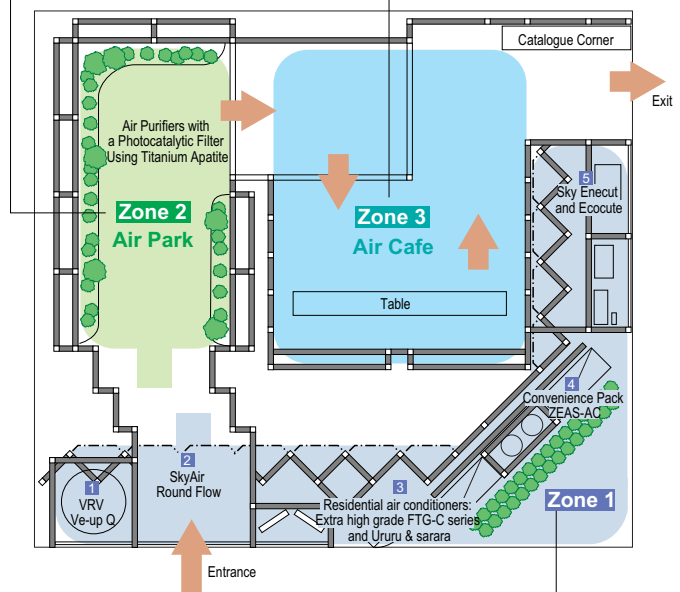 Catalogue Corner
Exit
Air Purifiers with
a Photocatalytic Filter
Using Titanium Apatite
Zone 2
Air Park
Zone 3
Air Cafe
Table
5
Sky Enecut
and Ecocute
4
Convenience Pack
ZEAS-AC
1
VRV
Ve-up Q
2
SkyAir
Round Flow
3
Residential air conditioners:
Extra high grade FTG-C series
and Ururu & sarara
Zone 1
Entrance